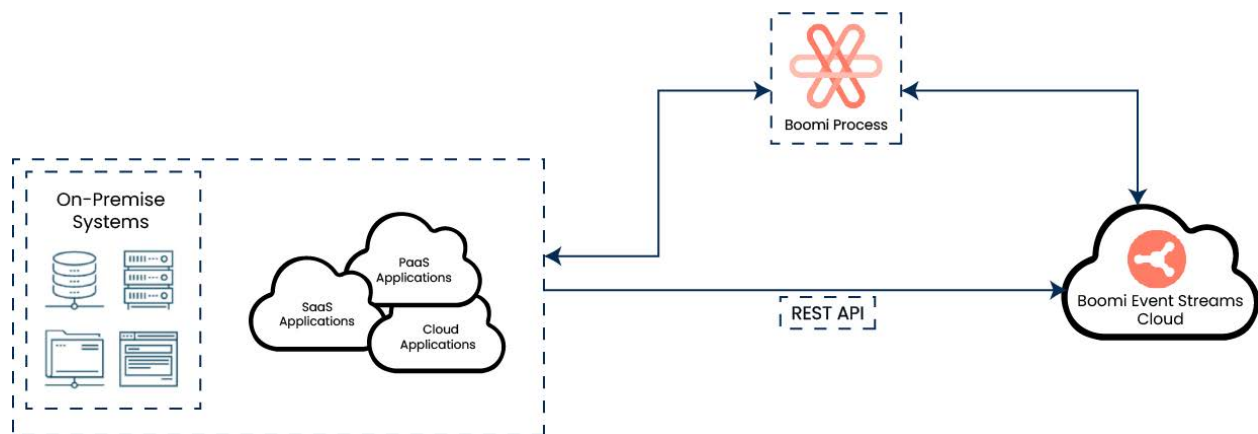 Boomi Process
On-Premise
Systems
PaaS
Applications
SaaS
Applications
Cloud
Applications
REST API
Boomi Event Streams
Cloud